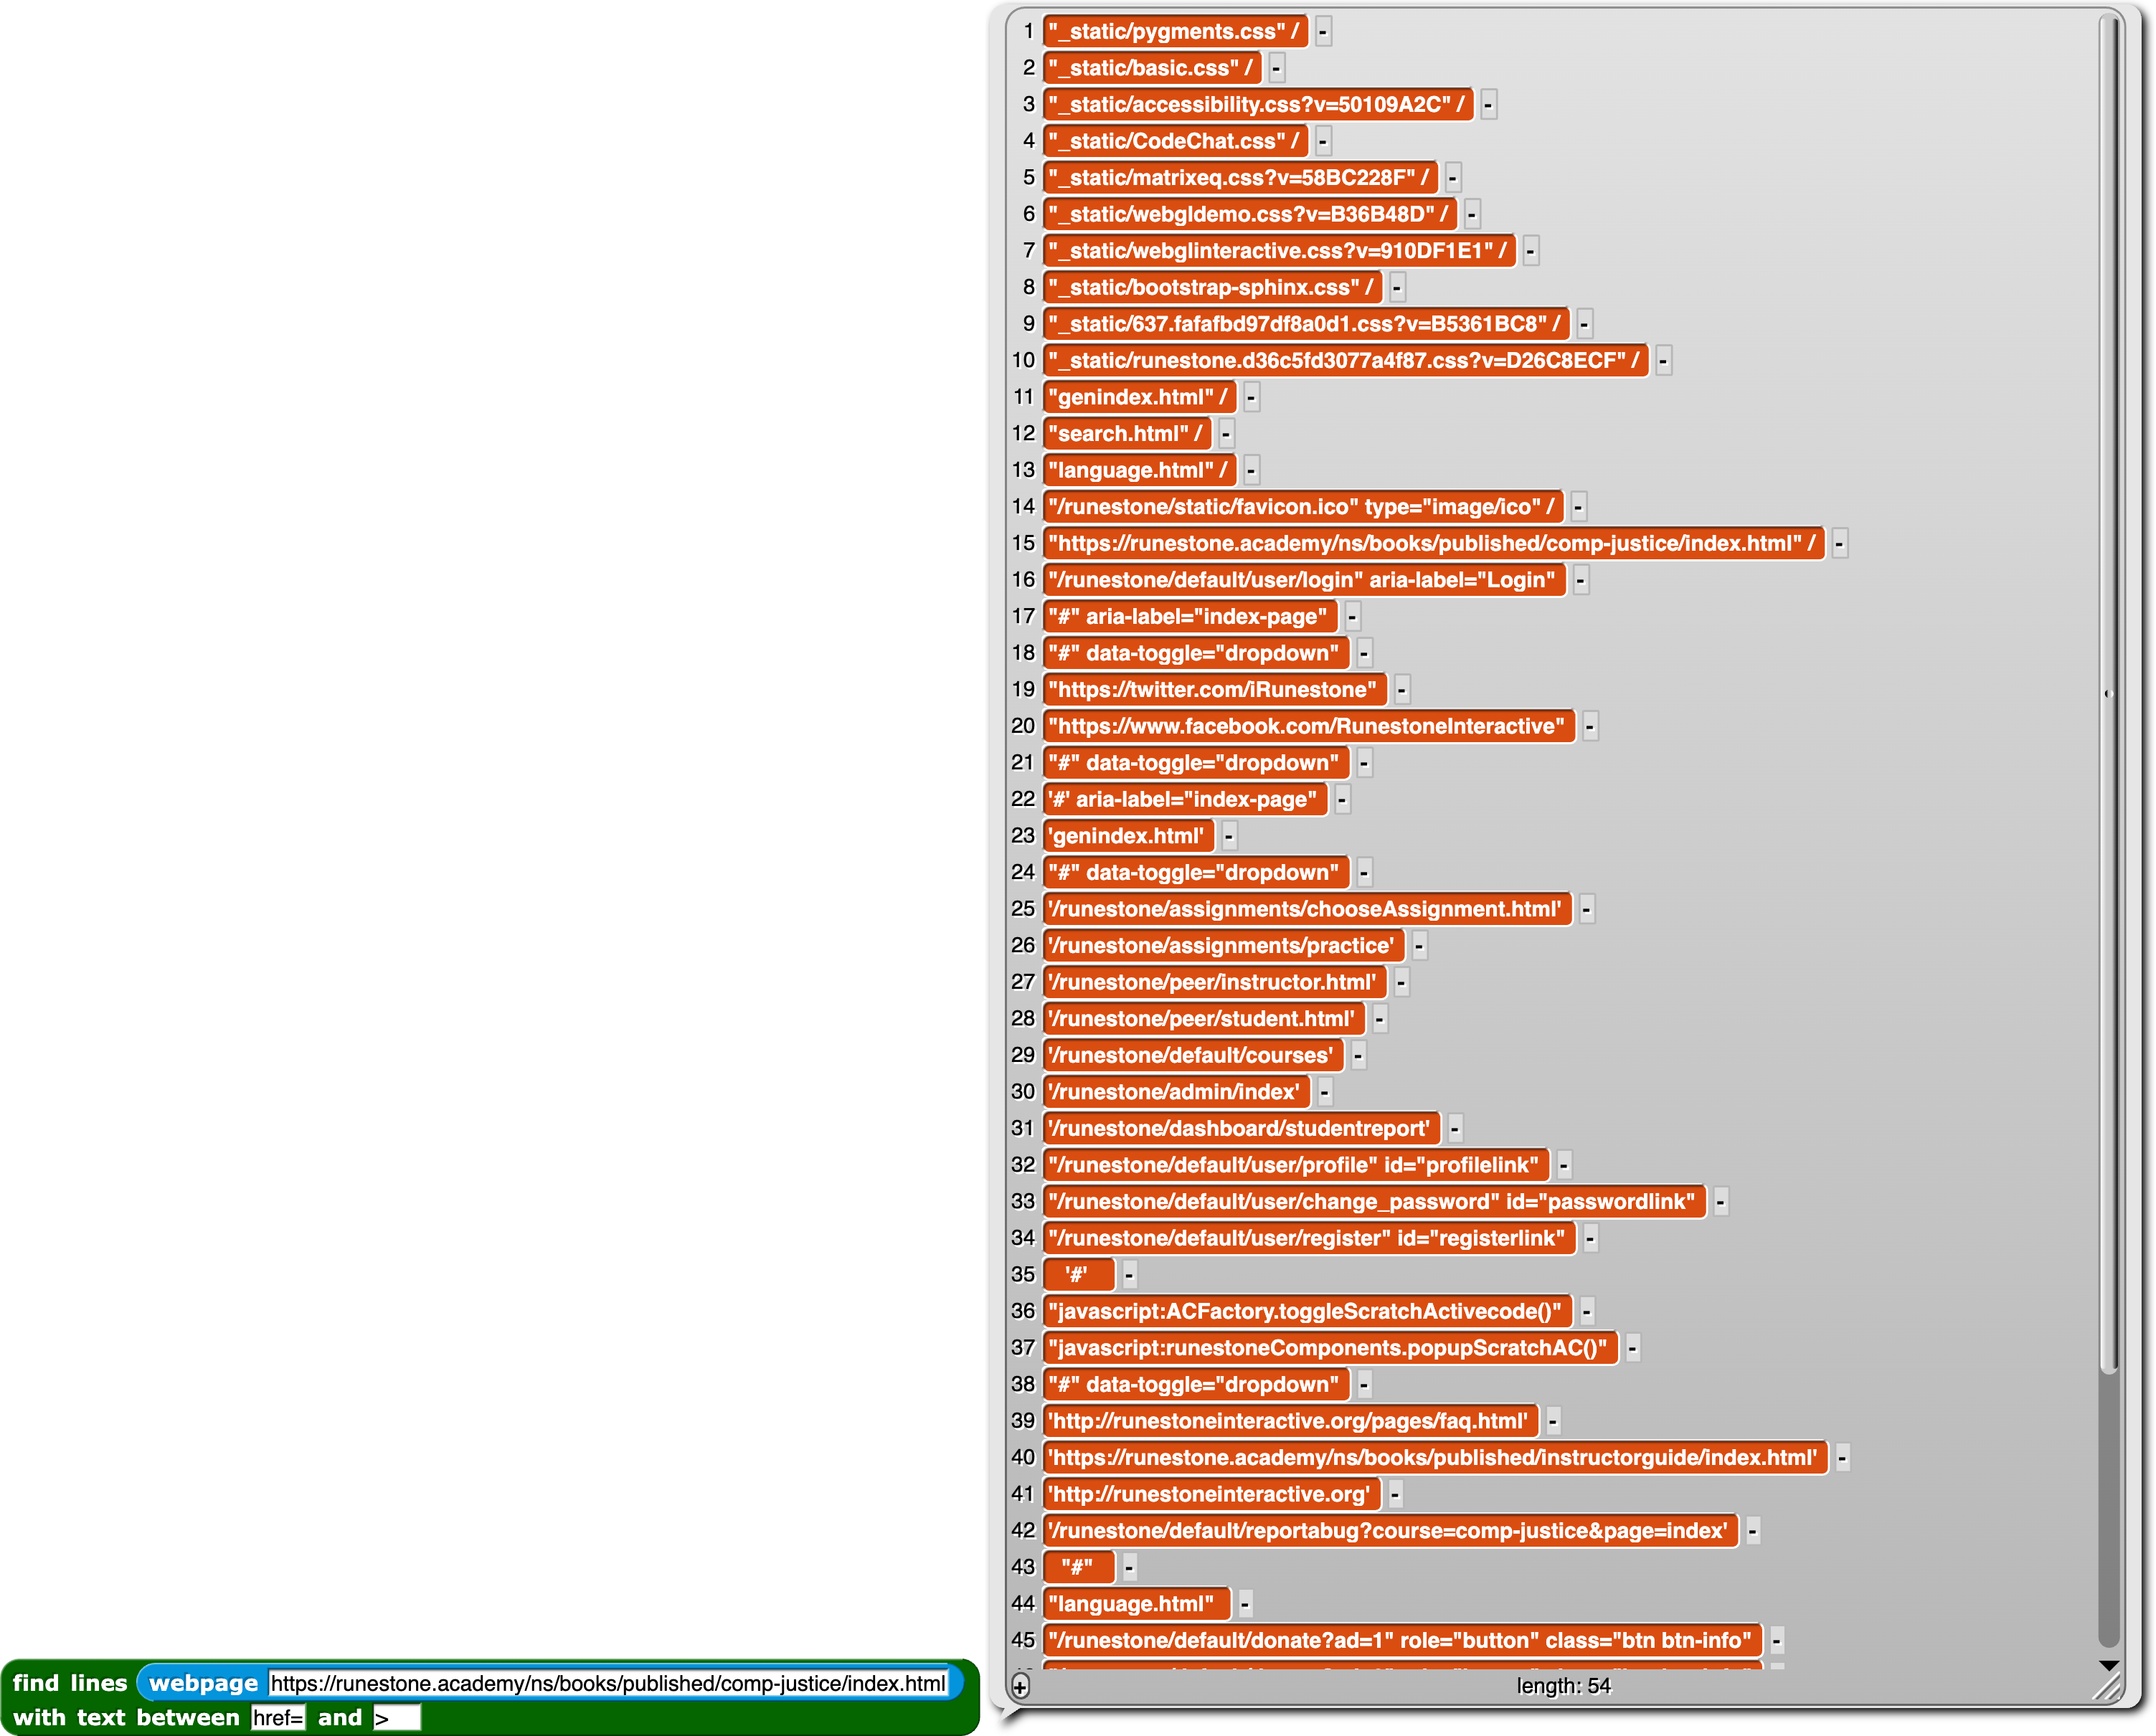 1 "_static/pygments.css" / -
2 "_static/basic.css" / -
3 "_static/accessibility.css?v=50109A2C" / -
4 "_static/CodeChat.css" / -
5 "_static/matrixeq.css?v=58BC228F" / -
6 "_static/webgldemo.css?v=B36B48D" / -
7 "_static/webglinteractive.css?v=910DF1E1" / -
8 "_static/bootstrap-sphinx.css" / -
9 "_static/637.fafafbd97df8a0d1.css?v=B5361BC8" / -
10 "_static/runestone.d36c5fd3077a4f87.css?v=D26C8ECF" / -
11 "genindex.html" / -
12 "search.html" / -
13 "language.html" / -
14 "/runestone/static/favicon.ico" type="image/ico" / -
15 "https://runestone.academy/ns/books/published/comp-justice/index.html" / -
16 "/runestone/default/user/login" aria-label="Login" -
17 "#" aria-label="index-page" -
18 "#" data-toggle="dropdown" -
19 "https://twitter.com/iRunestone" -
20 "https://www.facebook.com/RunestoneInteractive" -
21 "#" data-toggle="dropdown" -
22 '#' aria-label="index-page" -
23 'genindex.html' -
24 "#" data-toggle="dropdown" -
25 '/runestone/assignments/chooseAssignment.html' -
26 '/runestone/assignments/practice' -
27 '/runestone/peer/instructor.html' -
28 '/runestone/peer/student.html' -
29 '/runestone/default/courses' -
30 '/runestone/admin/index' -
31 '/runestone/dashboard/studentreport' -
32 "/runestone/default/user/profile" id="profilelink" -
33 "/runestone/default/user/change_password" id="passwordlink" -
34 "/runestone/default/user/register" id="registerlink" -
35 '#' -
36 "javascript:ACFactory.toggleScratchActivecode()" -
37 "javascript:runestoneComponents.popupScratchAC()" -
38 "#" data-toggle="dropdown" -
39 'http://runestoneinteractive.org/pages/faq.html' -
40 'https://runestone.academy/ns/books/published/instructorguide/index.html' -
41 'http://runestoneinteractive.org' -
42 '/runestone/default/reportabug?course=comp-justice&page=index' -
43 "#" -
44 "language.html" -
45 "/runestone/default/donate?ad=1" role="button" class="btn btn-info" -
+ length: 54
find lines webpage https://runestone.academy/ns/books/published/comp-justice/index.html
with text between href= and >